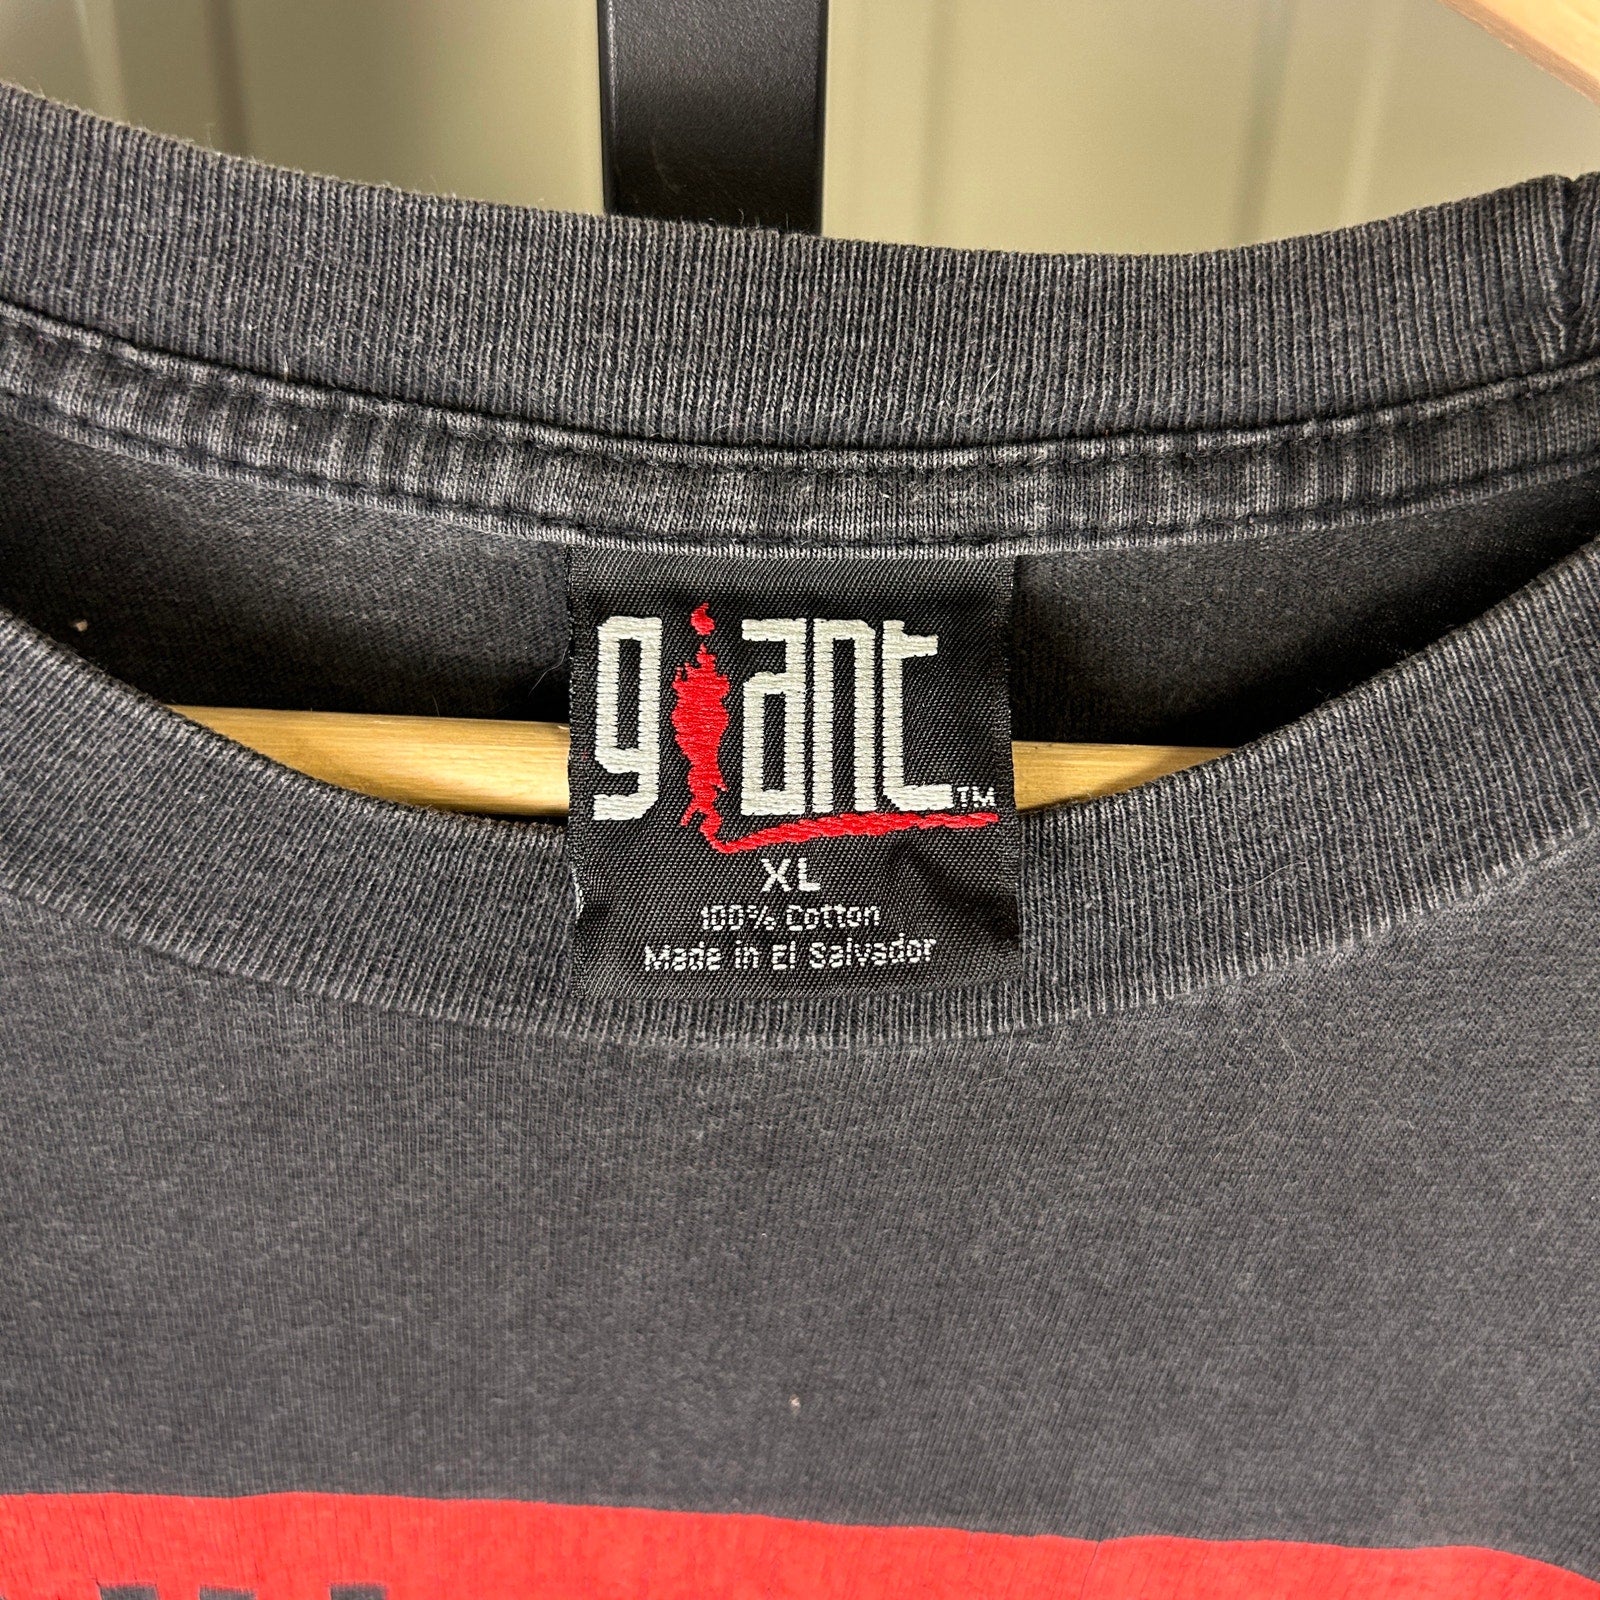 giant™
XL
100% Cotton
Made in El Salvador